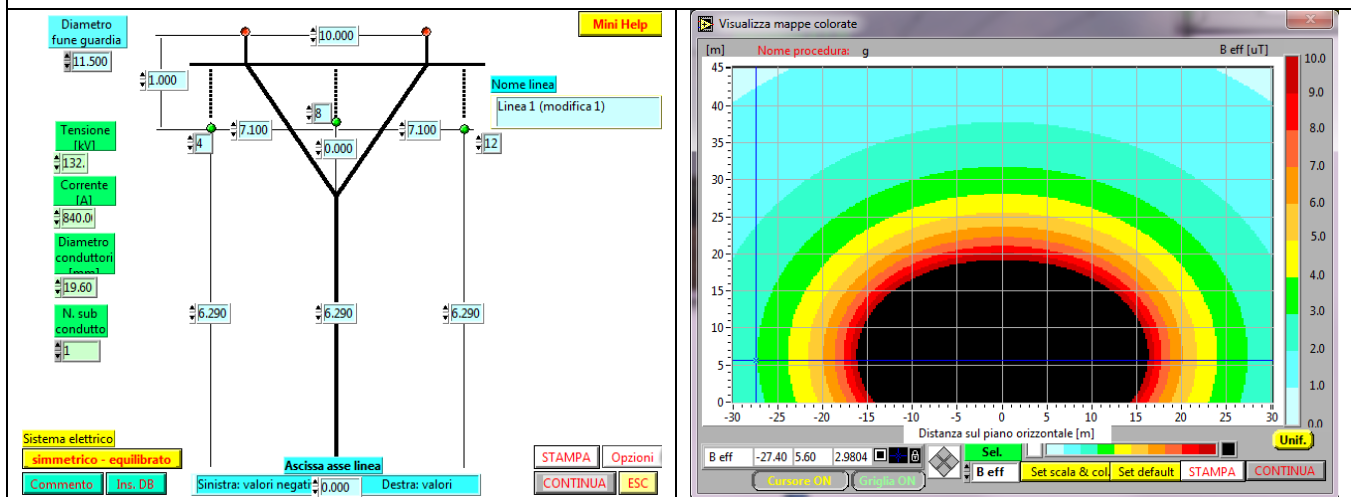 Diametro
fune guardia
11.500
10.000
Mini Help
1.000
Nome linea
Linea 1 (modifica 1)
8
7.100
7.100
4
0.000
12
Tensione
[kV]
132.
Corrente
[A]
840.0
Diametro
conduttori
[mm]
19.60
N. sub
condutto
1
6.290
6.290
6.290
Sistema elettrico
simmetrico - equilibrato
Commento
Ins. DB
Ascissa asse linea
Sinistra: valori negati
0.000
Destra: valori
STAMPA
Opzioni
CONTINUA
ESC
Visualizza mappe colorate
x
[m]
Nome procedura: g
B eff [uT]
45
40
35
30
25
20
15
10
5
0
-30 -25 -20 -15 -10 -5 0 5 10 15 20 25 30
Distanza sul piano orizzontale [m]
10.0
9.0
8.0
7.0
6.0
5.0
4.0
3.0
2.0
1.0
0.0
Unif.
B eff
-27.40
5.60
2.9804
Cursore ON
Griglia ON
Sel.
B eff
Set scala & col.
Set default
STAMPA
CONTINUA